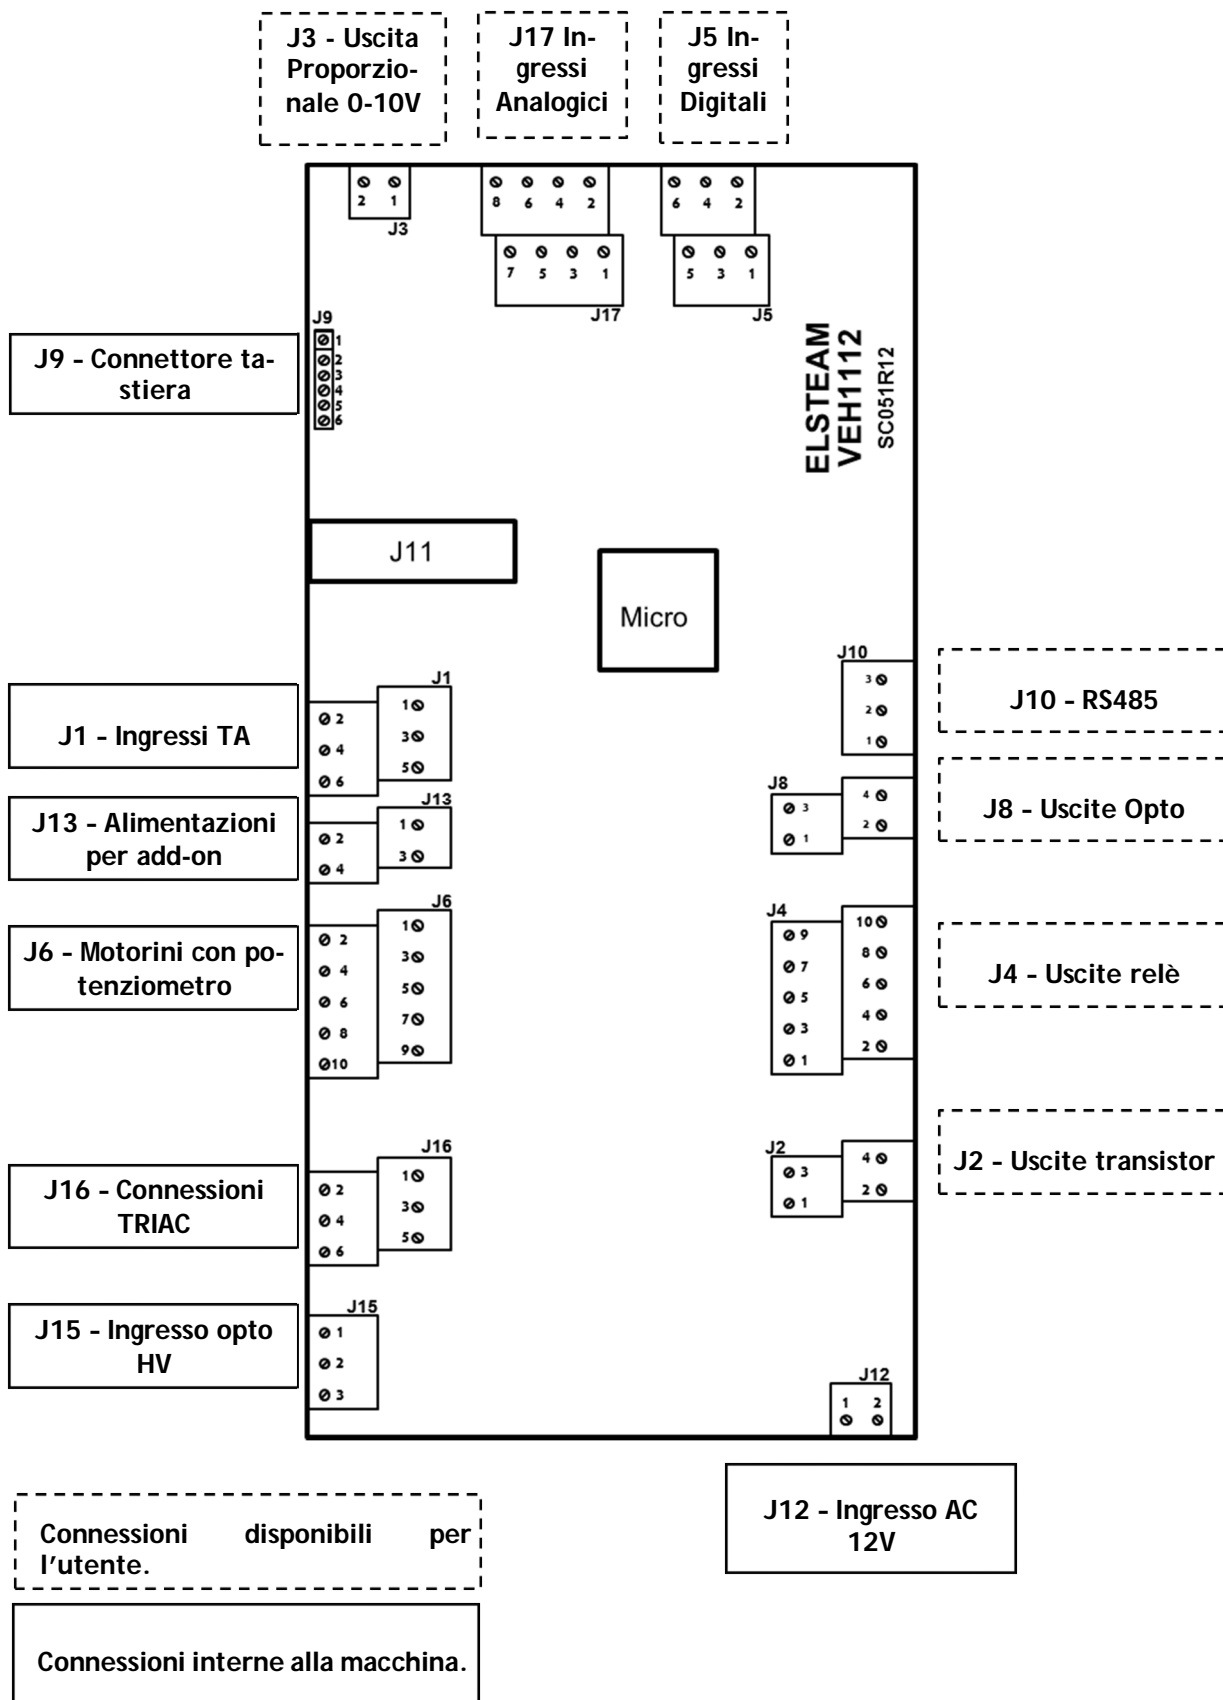 J3 - Uscita
Proporzio-
nale 0-10V
J17 In-
gressi
Analogici
J5 In-
gressi
Digitali
2 1
J3
8 6 4 2
7 5 3 1
J17
6 4 2
5 3 1
J5
J9
1
2
3
4
5
6
J9 - Connettore ta-
stiera
ELSTEAM
VEH1112
SC051R12
J11
Micro
J1 - Ingressi TA
J1
1
3
5
2
4
6
J10
3
2
1
J10 - RS485
J13 - Alimentazioni
per add-on
J13
1
3
2
4
J8
3
1
4
2
J8 - Uscite Opto
J6 - Motorini con po-
tenziometro
J6
1
3
5
7
9
2
4
6
8
10
J4
9
7
5
3
1
10
8
6
4
2
J4 - Uscite relè
J16 - Connessioni
TRIAC
J16
1
3
5
2
4
6
J2
3
1
4
2
J2 - Uscite transistor
J15 - Ingresso opto
HV
J15
1
2
3
J12
1 2
J12 - Ingresso AC
12V
Connessioni disponibili per
l'utente.
Connessioni interne alla macchina.